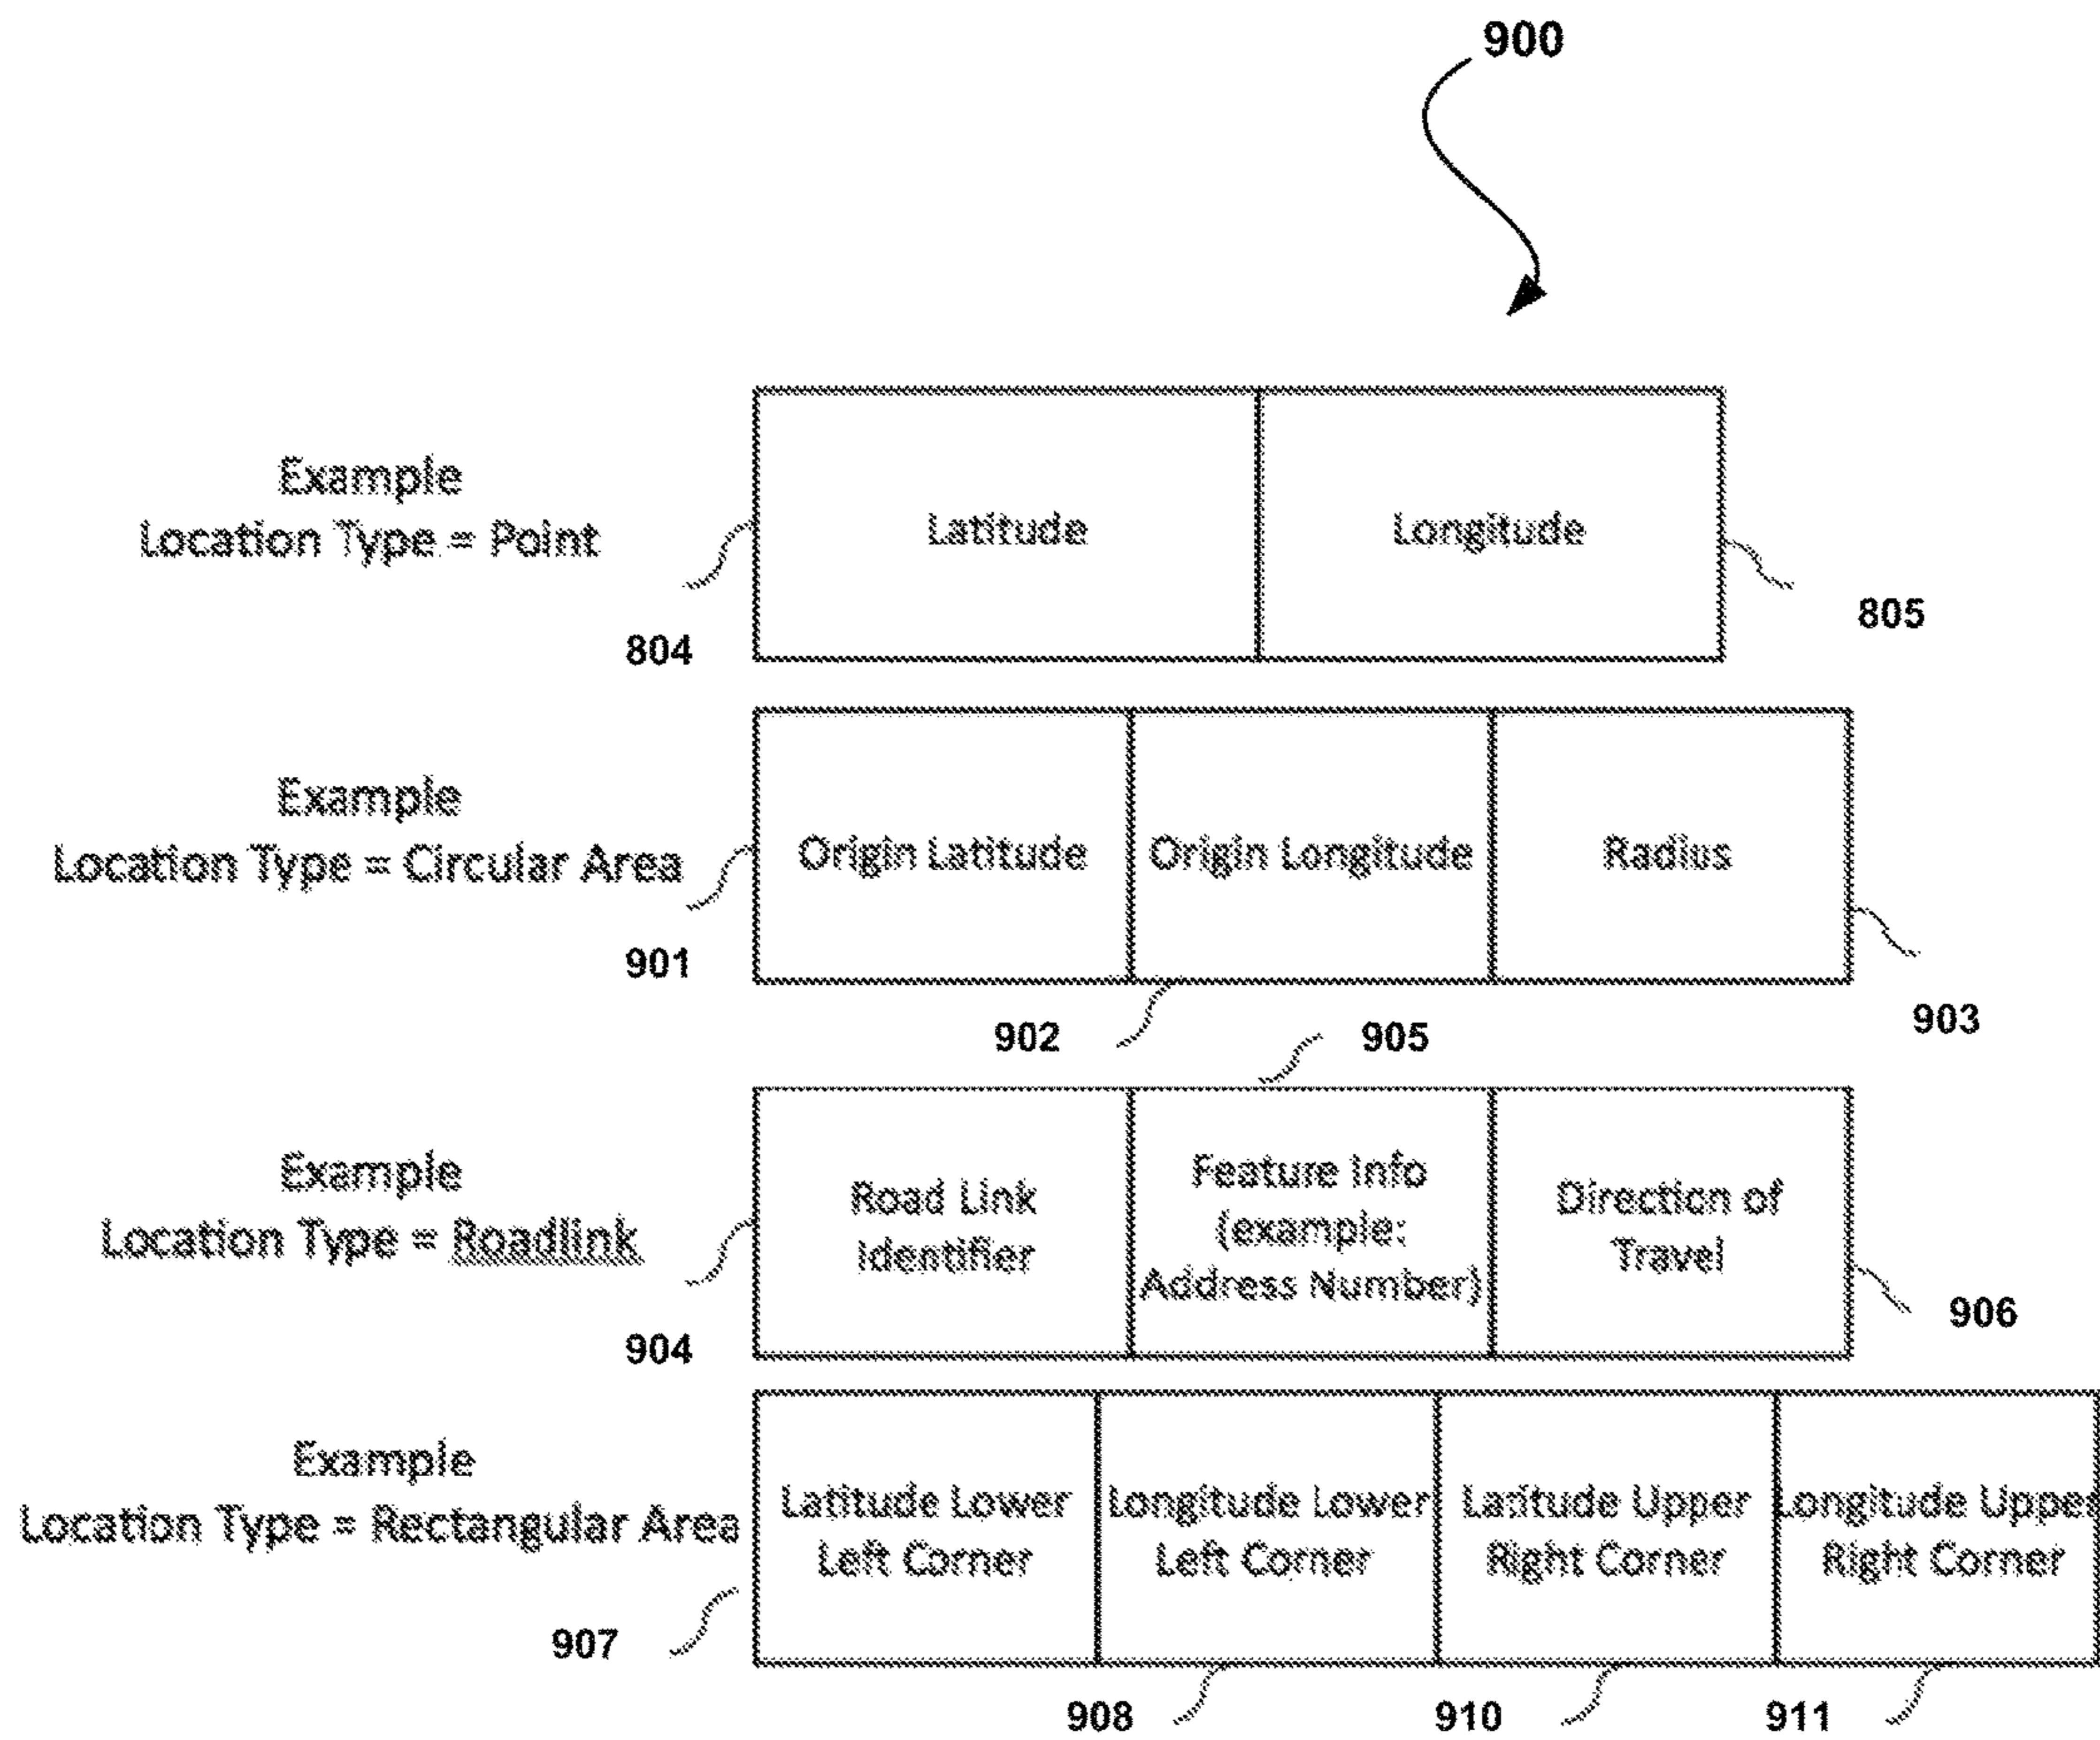 900
Example
Location Type = Point
Latitude
Longitude
804
805
Example
Location Type = Circular Area
Origin Latitude
Origin Longitude
Radius
901
902
903
905
Example
Location Type = Roadlink
Road Link
Identifier
Feature Info
(example:
Address Number)
Direction of
Travel
904
906
Example
Location Type = Rectangular Area
Latitude Lower
Left Corner
Longitude Lower
Left Corner
Latitude Upper
Right Corner
Longitude Upper
Right Corner
907
908
910
911